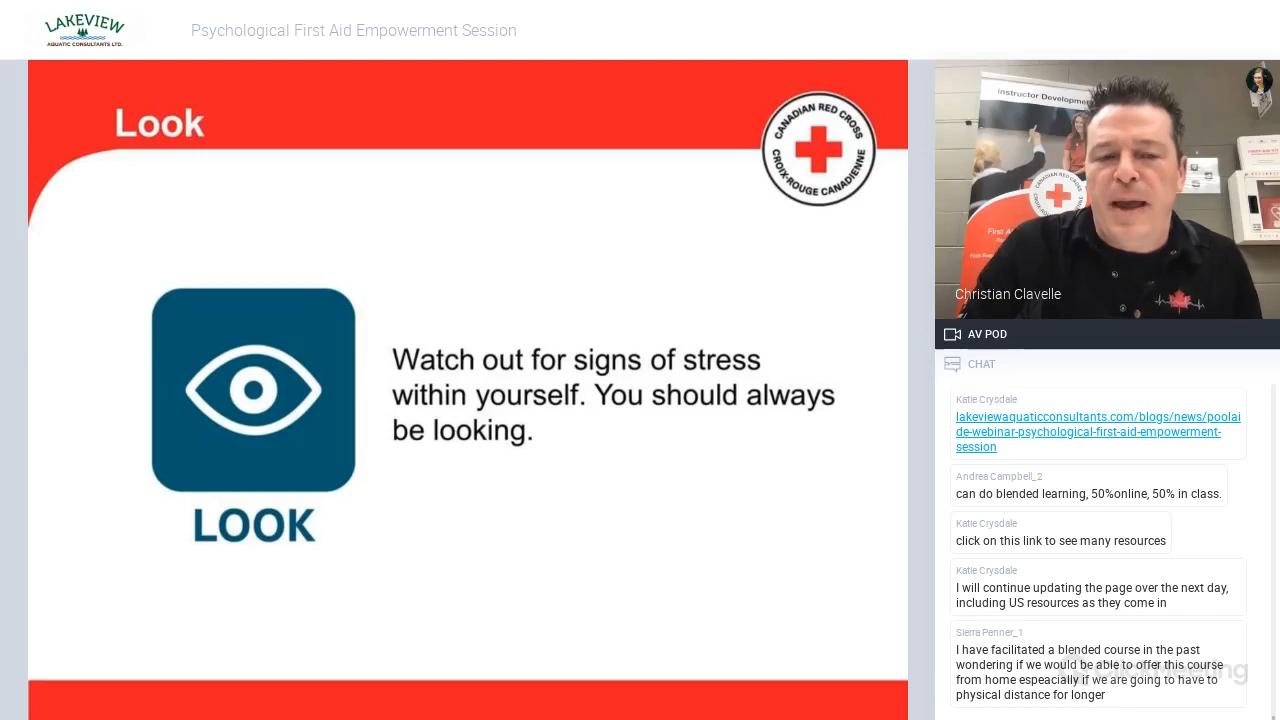 LAKEVIEW
AQUATIC CONSULTANTS LTD.
Psychological First Aid Empowerment Session
Look
CANADIAN RED CROSS
CROIX-ROUGE CANADIENNE
Watch out for signs of stress
within yourself. You should always
be looking.
LOOK
Instructor Developmen
CANADIAN RED CROSS
First A
Christian Clavelle
AV POD
CHAT
Katie Crysdale
lakeviewaquaticconsultants.com/blogs/news/poolai
de-webinar-psychological-first-aid-empowerment-
session
Andrea Campbell_2
can do blended learning, 50%online, 50% in class.
Katie Crysdale
click on this link to see many resources
Katie Crysdale
I will continue updating the page over the next day,
including US resources as they come in
Sierra Penner_1
I have facilitated a blended course in the past
wondering if we would be able to offer this course
from home espeacially if we are going to have to
physical distance for longer
ClickMeeting